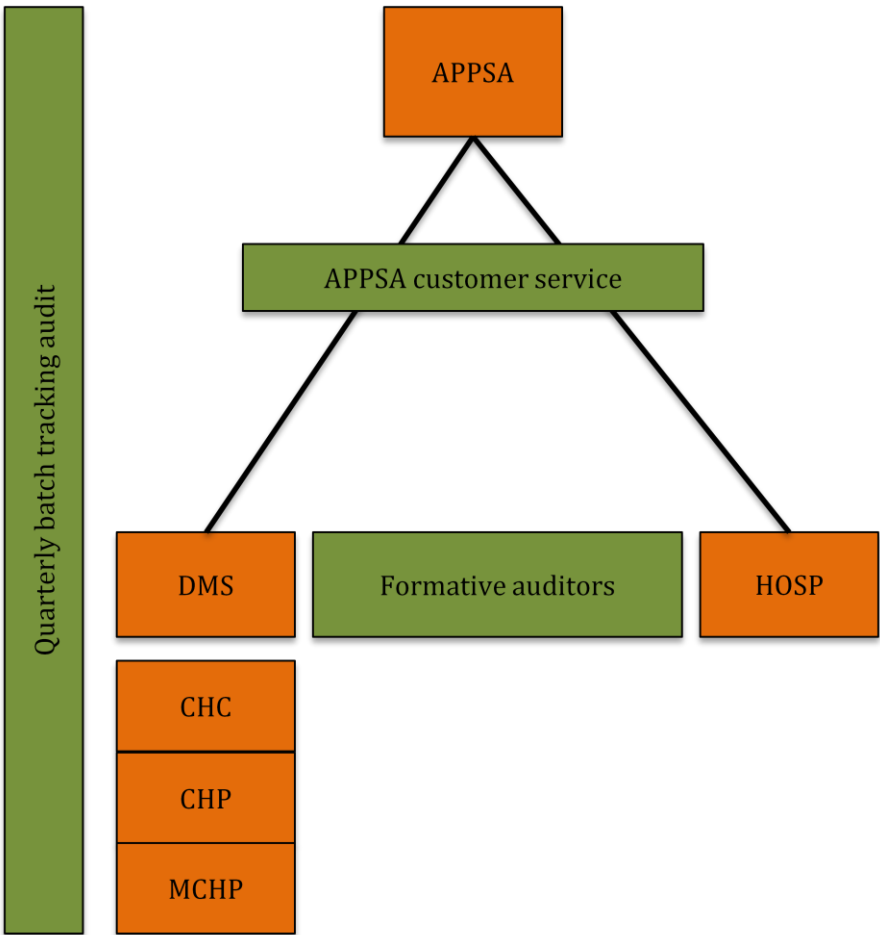 APPSA
APPSA customer service
Quarterly batch tracking audit
DMS
Formative auditors
HOSP
CHC
CHP
MCHP